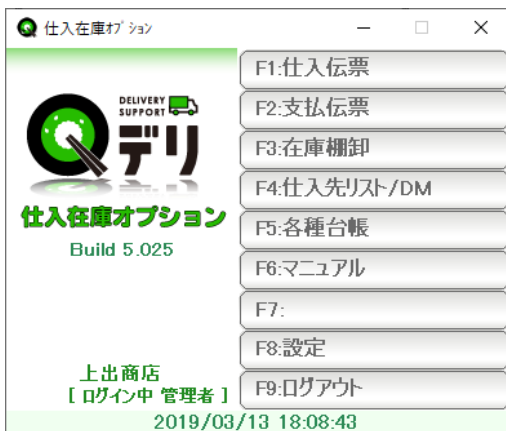 仕入在庫ｵﾌﾟｼｮﾝ
DELIVERY
SUPPORT
Qデリ
仕入在庫オプション
Build 5.025
上出商店
[ ログイン中 管理者 ]
F1:仕入伝票
F2:支払伝票
F3:在庫棚卸
F4:仕入先リスト/DM
F5:各種台帳
F6:マニュアル
F7:
F8:設定
F9:ログアウト
2019/03/13 18:08:43